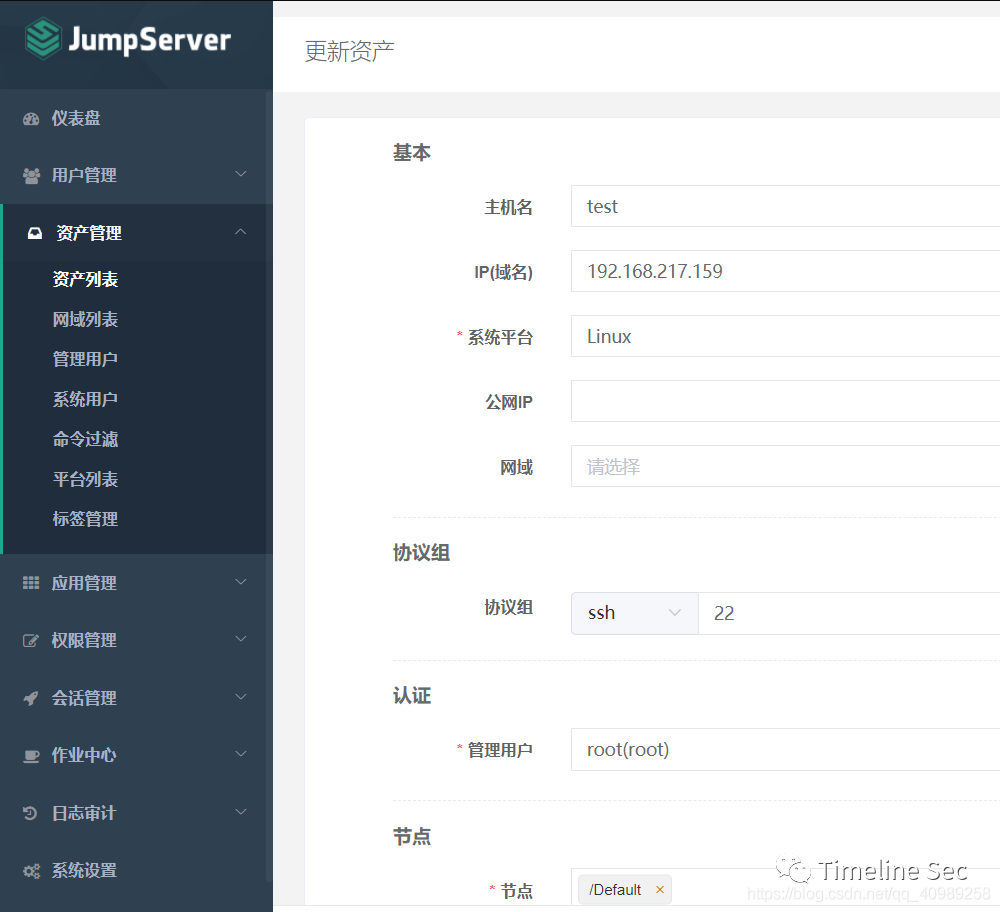 JumpServer
仪表盘
用户管理
资产管理
资产列表
网域列表
管理用户
系统用户
命令过滤
平台列表
标签管理
应用管理
权限管理
会话管理
作业中心
日志审计
系统设置
更新资产
基本
主机名 test
IP(域名) 192.168.217.159
* 系统平台 Linux
公网IP
网域 请选择
协议组
协议组 ssh 22
认证
* 管理用户 root(root)
节点
* 节点 /Default ×
Timeline Sec
https://blog.csdn.net/qq_40989258